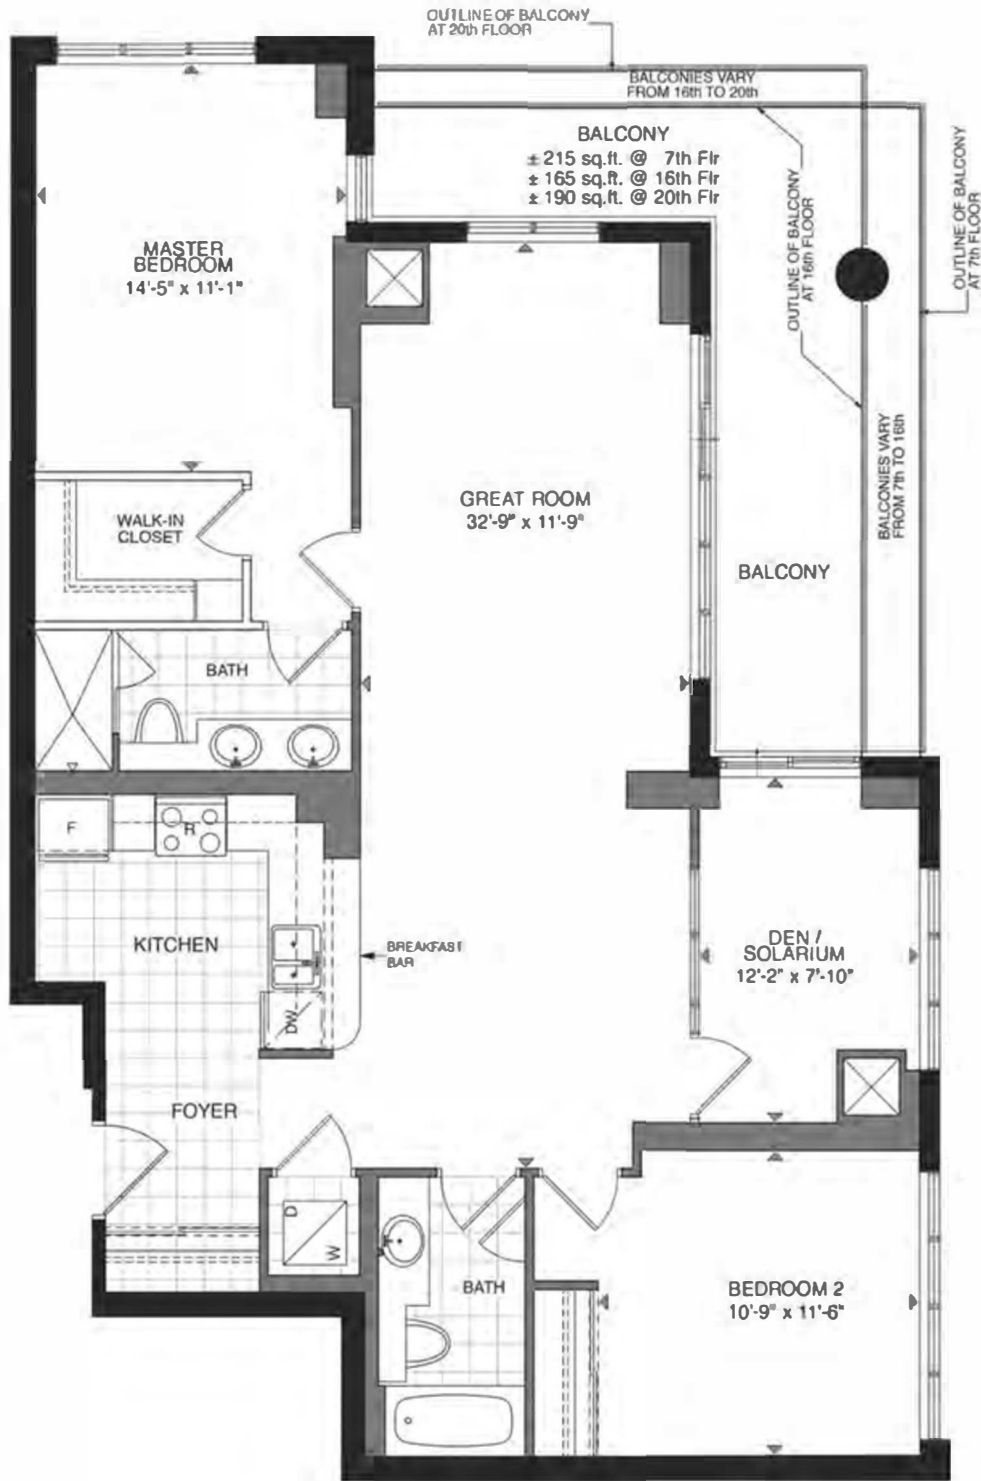 OUTLINE OF BALCONY
AT 20th FLOOR
BALCONIES VARY
FROM 16th TO 20th
BALCONY
± 215 sq.ft. @ 7th Flr
± 165 sq.ft. @ 16th Flr
± 190 sq.ft. @ 20th Flr
OUTLINE OF BALCONY
AT 16th FLOOR
OUTLINE OF BALCONY
AT 7th FLOOR
MASTER
BEDROOM
14'-5" x 11'-1"
GREAT ROOM
32'-9" x 11'-9"
BALCONIES VARY
FROM 7th TO 16th
WALK-IN
CLOSET
BALCONY
BATH
F
R
KITCHEN
BREAKFAST
BAR
DEN /
SOLARIUM
12'-2" x 7'-10"
DW
FOYER
D
W
BATH
BEDROOM 2
10'-9" x 11'-6"